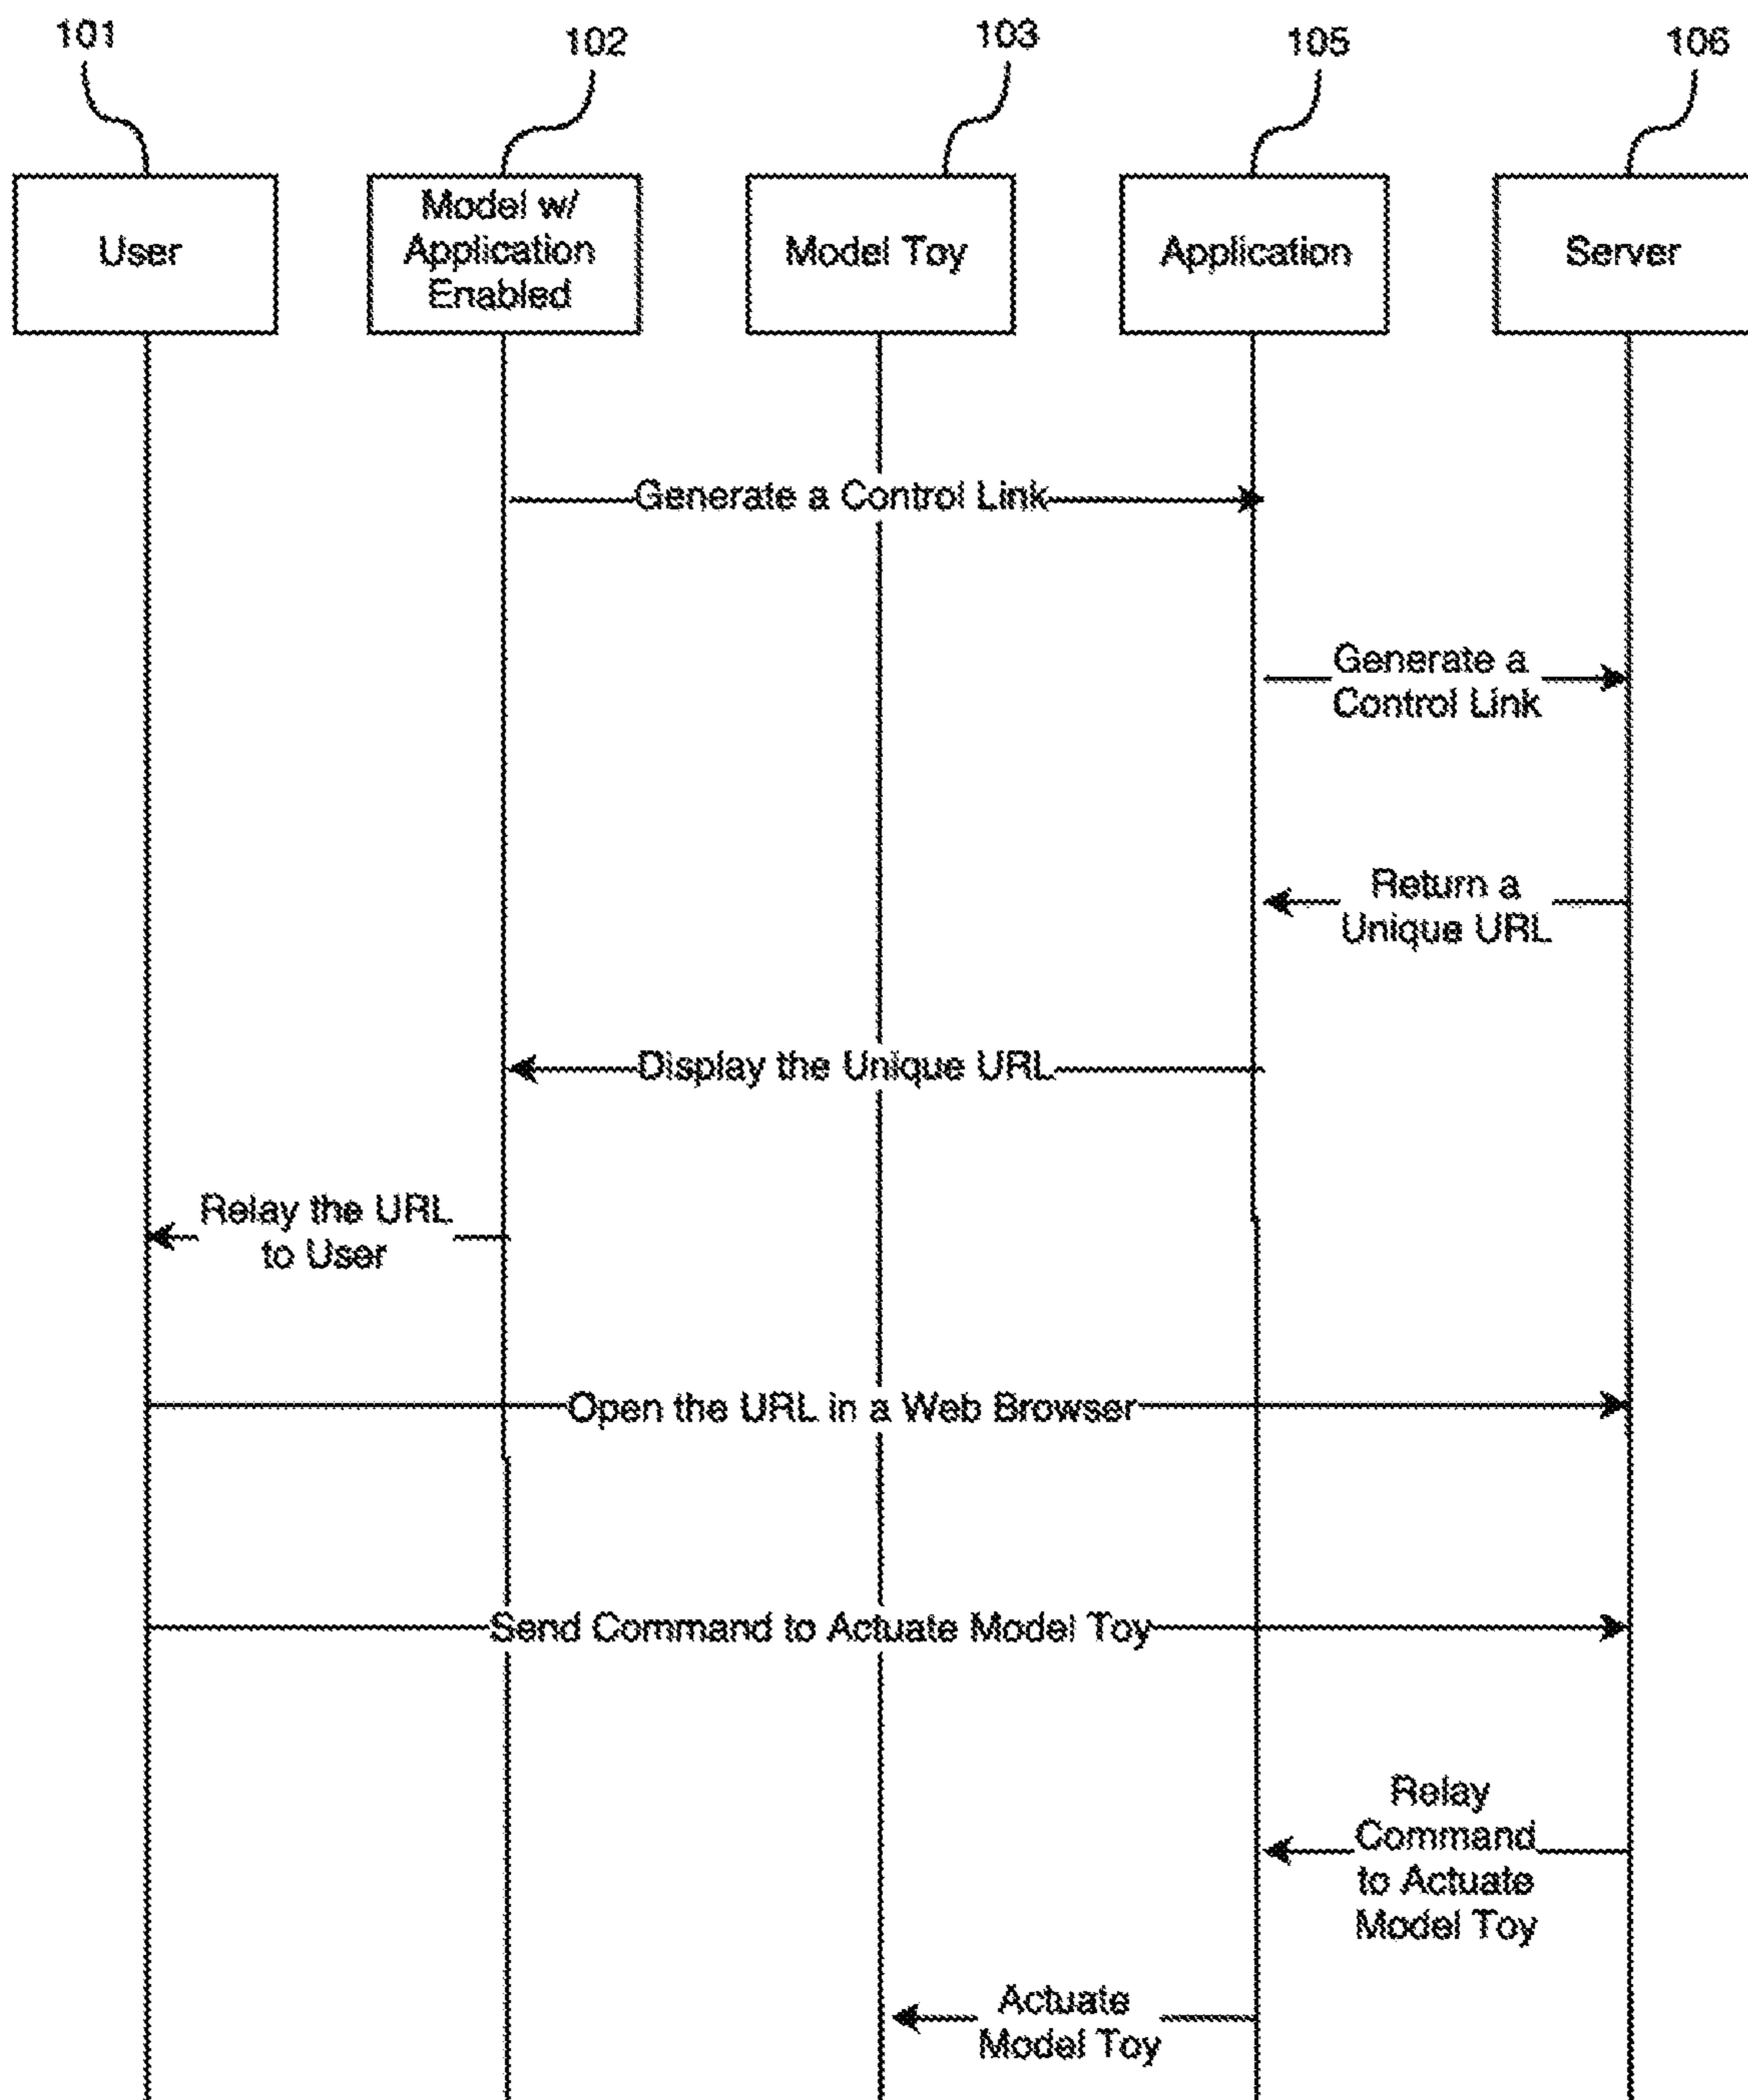 101
102
103
105
106
User
Model w/
Application
Enabled
Model Toy
Application
Server
Generate a Control Link
Generate a
Control Link
Return a
Unique URL
Display the Unique URL
Relay the URL
to User
Open the URL in a Web Browser
Send Command to Actuate Model Toy
Relay
Command
to Actuate
Model Toy
Actuate
Model Toy